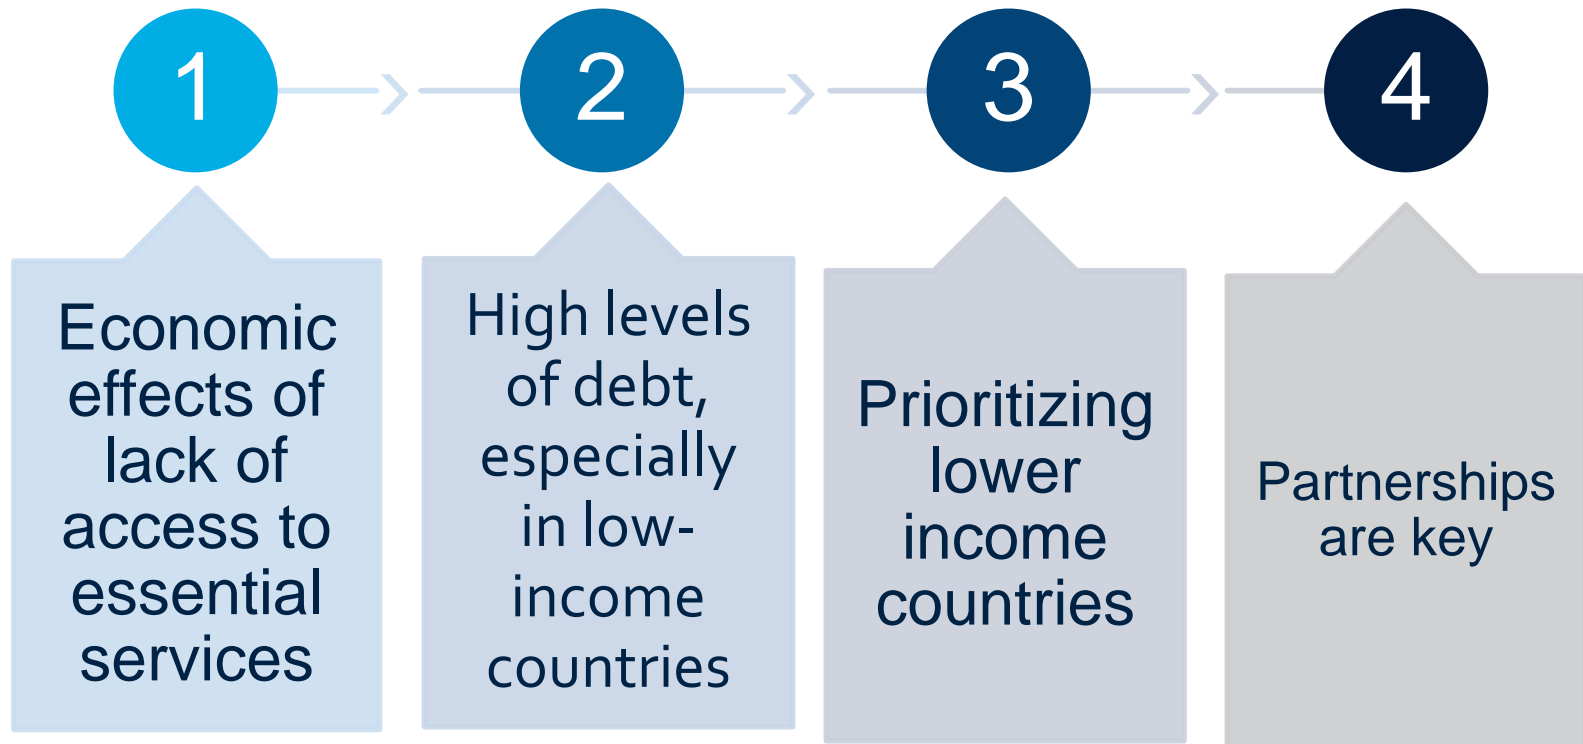 1
2
3
4
Economic
effects of
lack of
access to
essential
services
High levels
of debt,
especially
in low-
income
countries
Prioritizing
lower
income
countries
Partnerships
are key